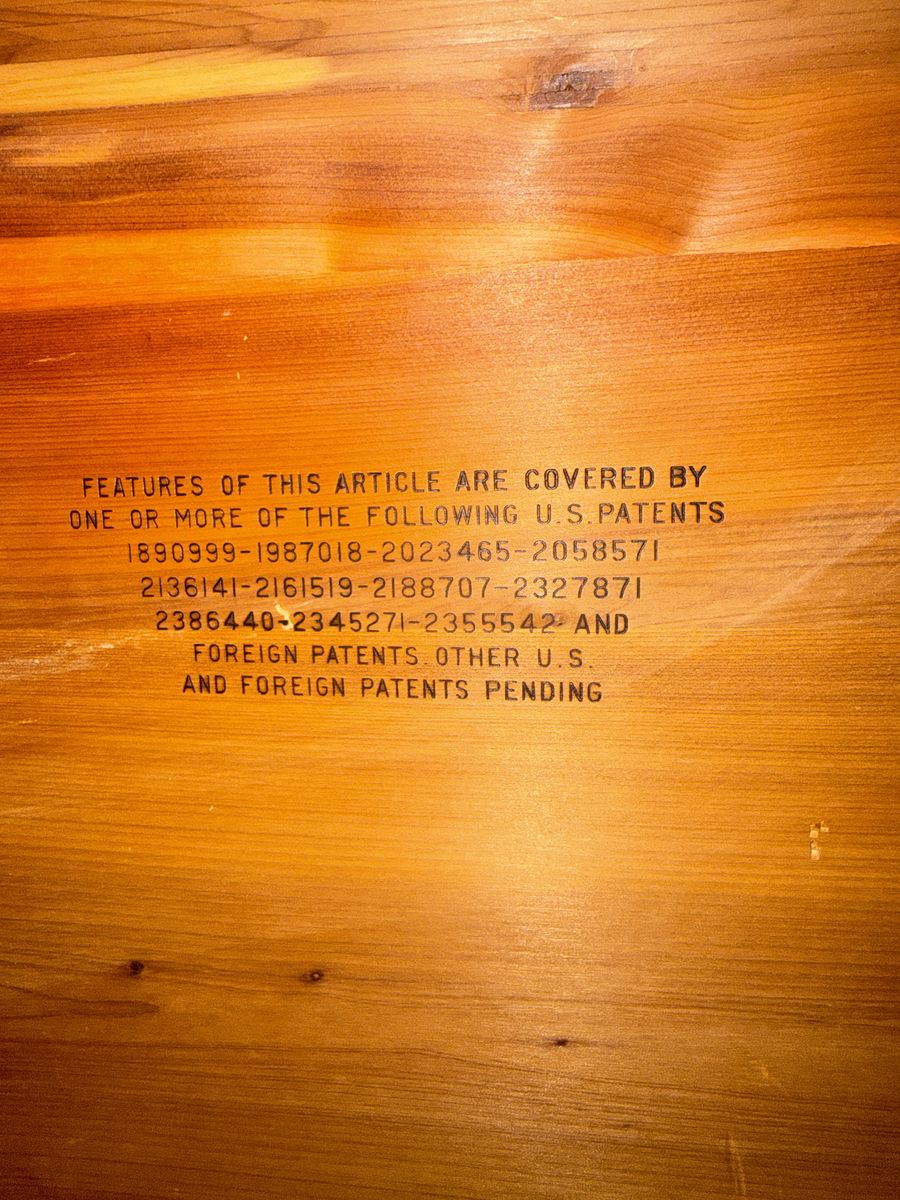 FEATURES OF THIS ARTICLE ARE COVERED BY
ONE OR MORE OF THE FOLLOWING U.S. PATENTS
1890999-1987018-2023465-2058571
2136141-2161519-2188707-2327871
2386440-2345271-2355542- AND
FOREIGN PATENTS. OTHER U.S.
AND FOREIGN PATENTS PENDING